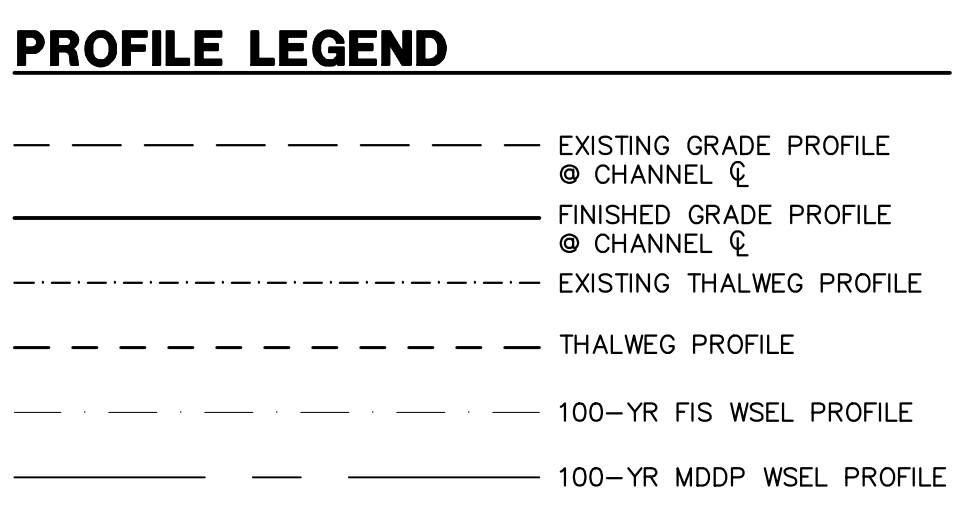 PROFILE LEGEND
EXISTING GRADE PROFILE
@ CHANNEL ℄
FINISHED GRADE PROFILE
@ CHANNEL ℄
EXISTING THALWEG PROFILE
THALWEG PROFILE
100-YR FIS WSEL PROFILE
100-YR MDDP WSEL PROFILE